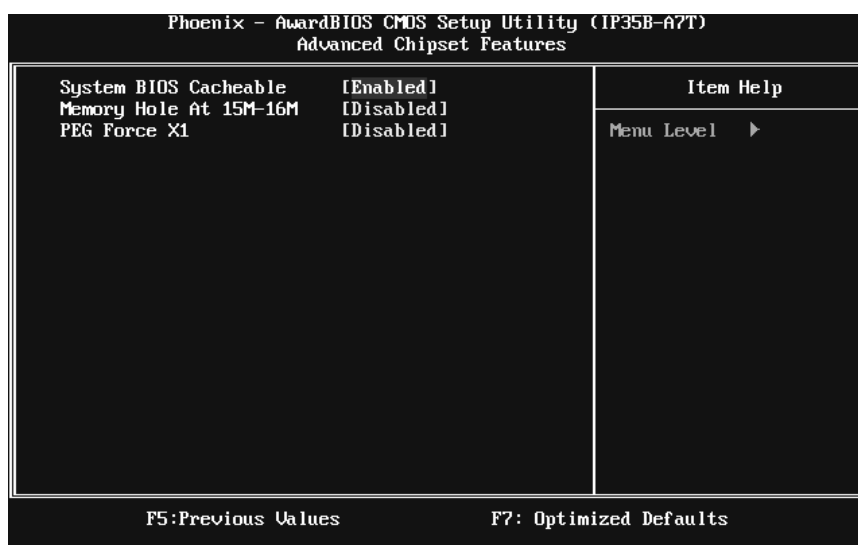 Phoenix - AwardBIOS CMOS Setup Utility (IP35B-A7T)
Advanced Chipset Features
System BIOS Cacheable [Enabled]
Memory Hole At 15M-16M [Disabled]
PEG Force X1 [Disabled]
Item Help
Menu Level
F5:Previous Values F7: Optimized Defaults